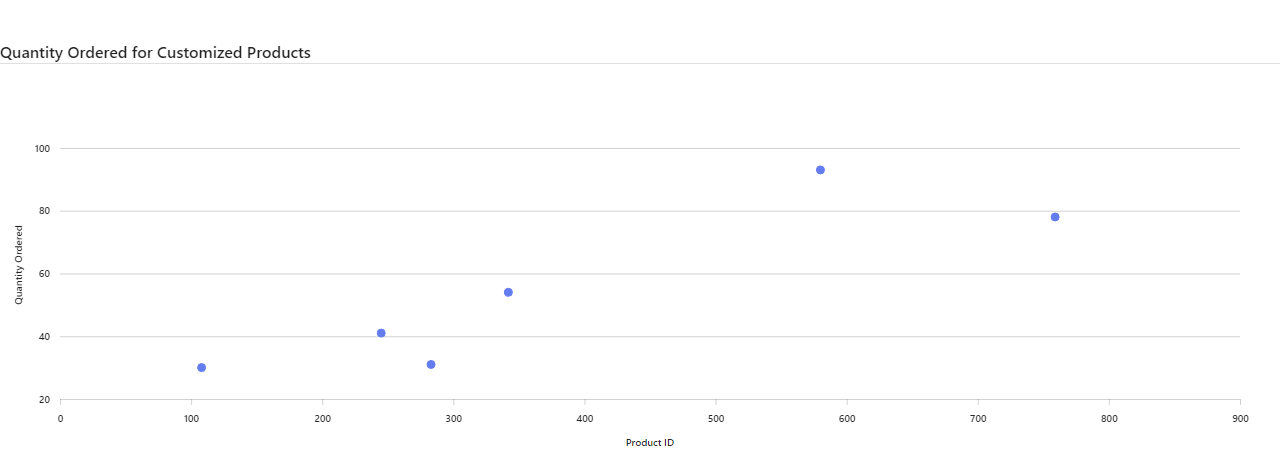 Quantity Ordered for Customized Products
100
80
60
40
20
Quantity Ordered
0 100 200 300 400 500 600 700 800 900
Product ID